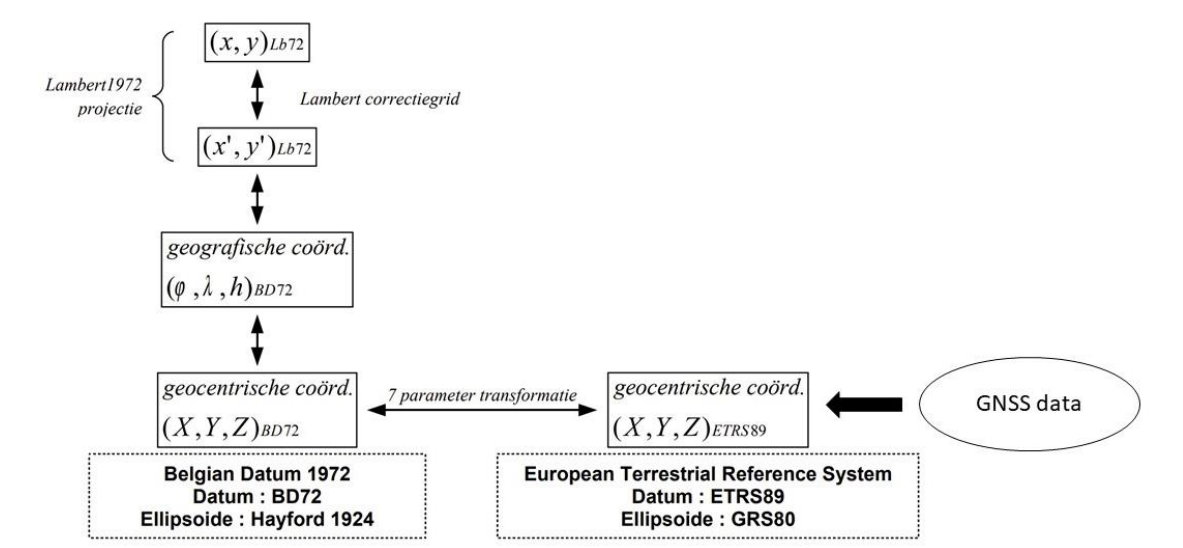 (x, y)Lb72
Lambert1972
projectie
Lambert correctiegrid
(x', y')Lb72
geografische coörd.
(φ ,λ ,h)BD72
geocentrische coörd.
(X,Y,Z)BD72
7 parameter transformatie
geocentrische coörd.
(X,Y,Z)ETRS89
GNSS data
Belgian Datum 1972
Datum : BD72
Ellipsoide : Hayford 1924
European Terrestrial Reference System
Datum : ETRS89
Ellipsoide : GRS80